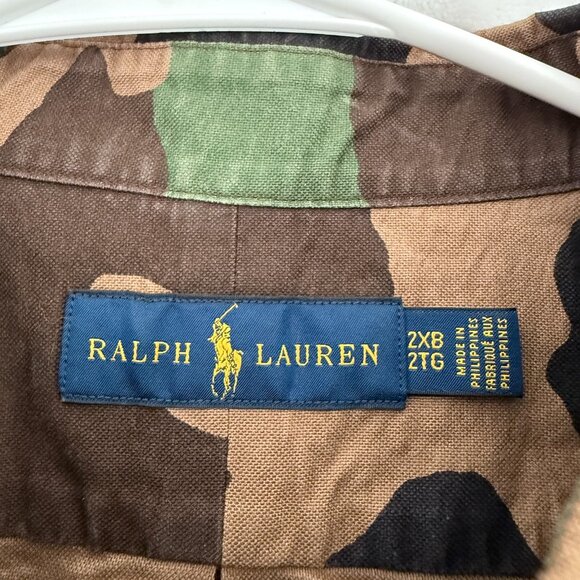 RALPH LAUREN
2XB
2TG
MADE IN
PHILIPPINES
FABRIQUÉ AUX
PHILIPPINES